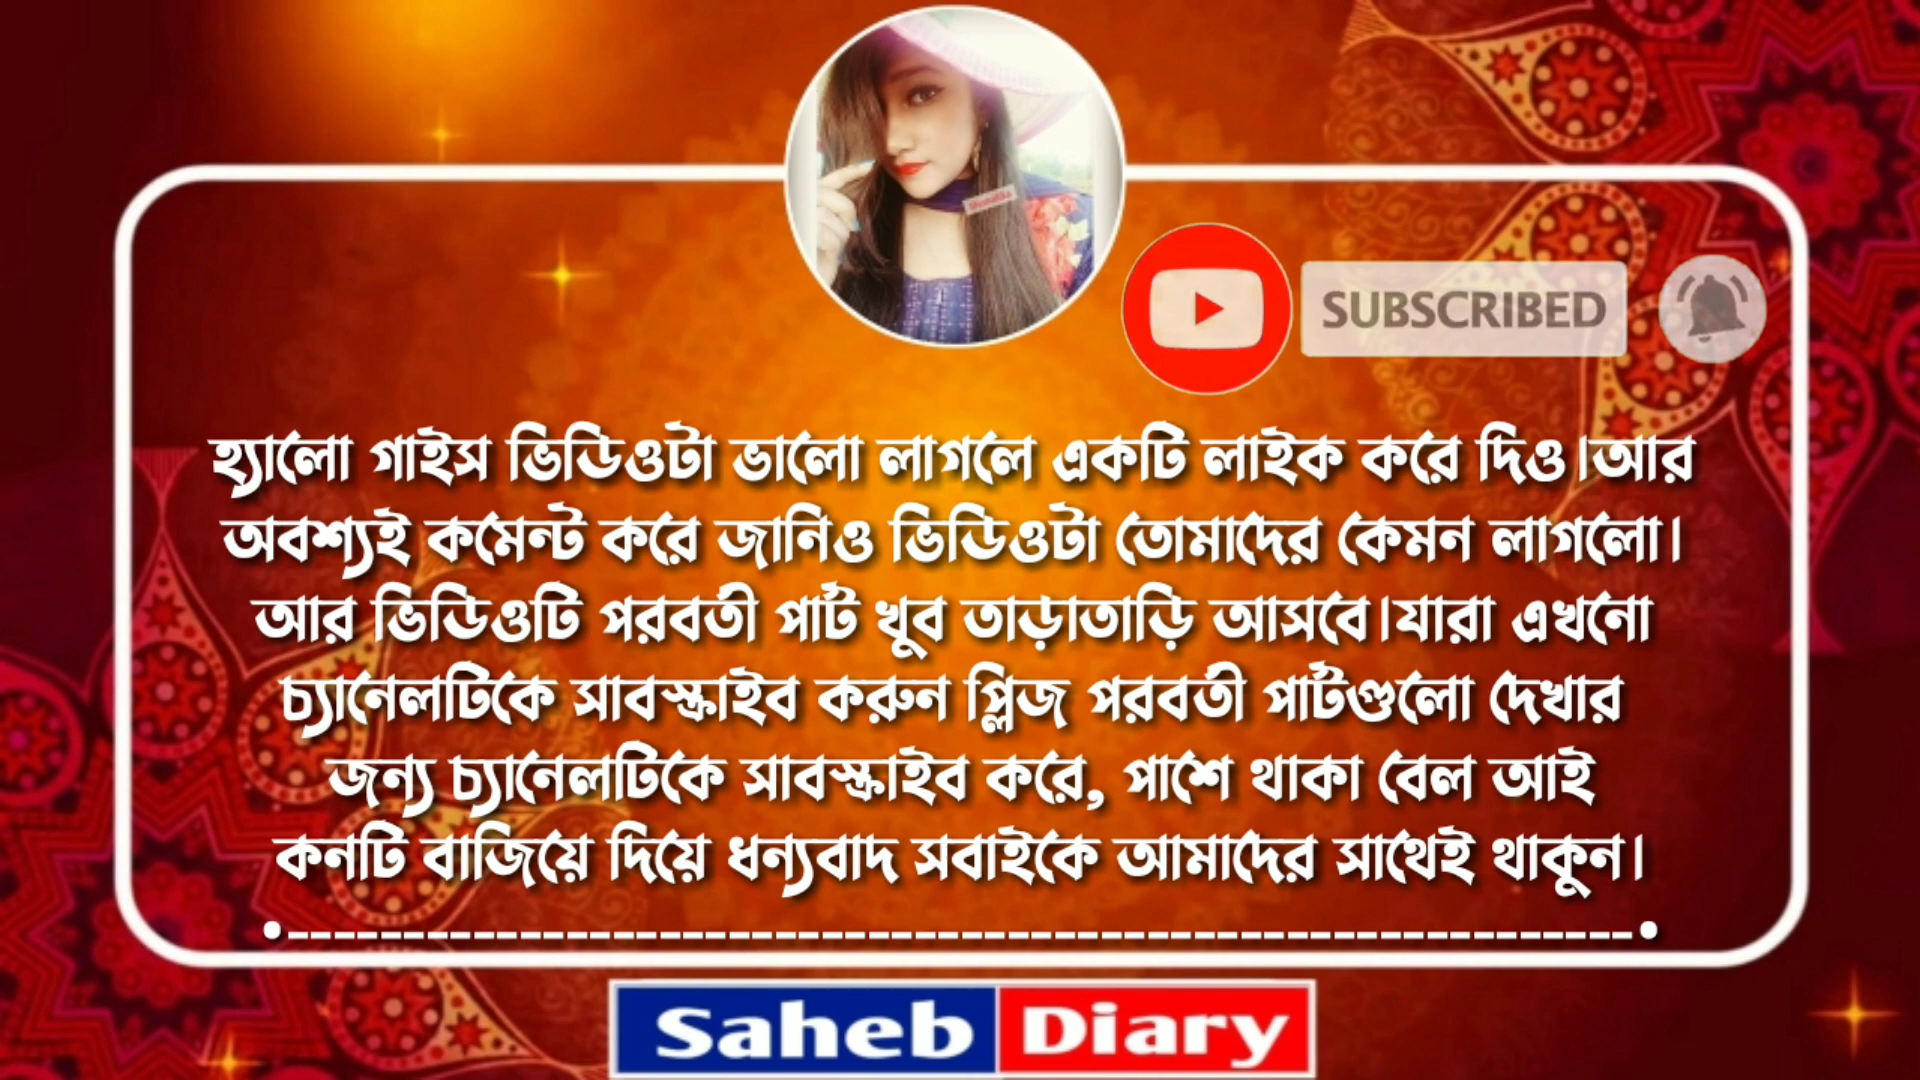 SUBSCRIBED
হ্যালো গাইস ভিডিওটা ভালো লাগলে একটি লাইক করে দিও।আর
অবশ্যই কমেন্ট করে জানিও ভিডিওটা তোমাদের কেমন লাগলো।
আর ভিডিওটি পরবর্তী পার্ট খুব তাড়াতাড়ি আসবে।যারা এখনো
চ্যানেলটিকে সাবস্ক্রাইব করুন প্লিজ পরবর্তী পার্টগুলো দেখার
জন্য চ্যানেলটিকে সাবস্ক্রাইব করে, পাশে থাকা বেল আই
কনটি বাজিয়ে দিয়ে ধন্যবাদ সবাইকে আমাদের সাথেই থাকুন।
Saheb Diary